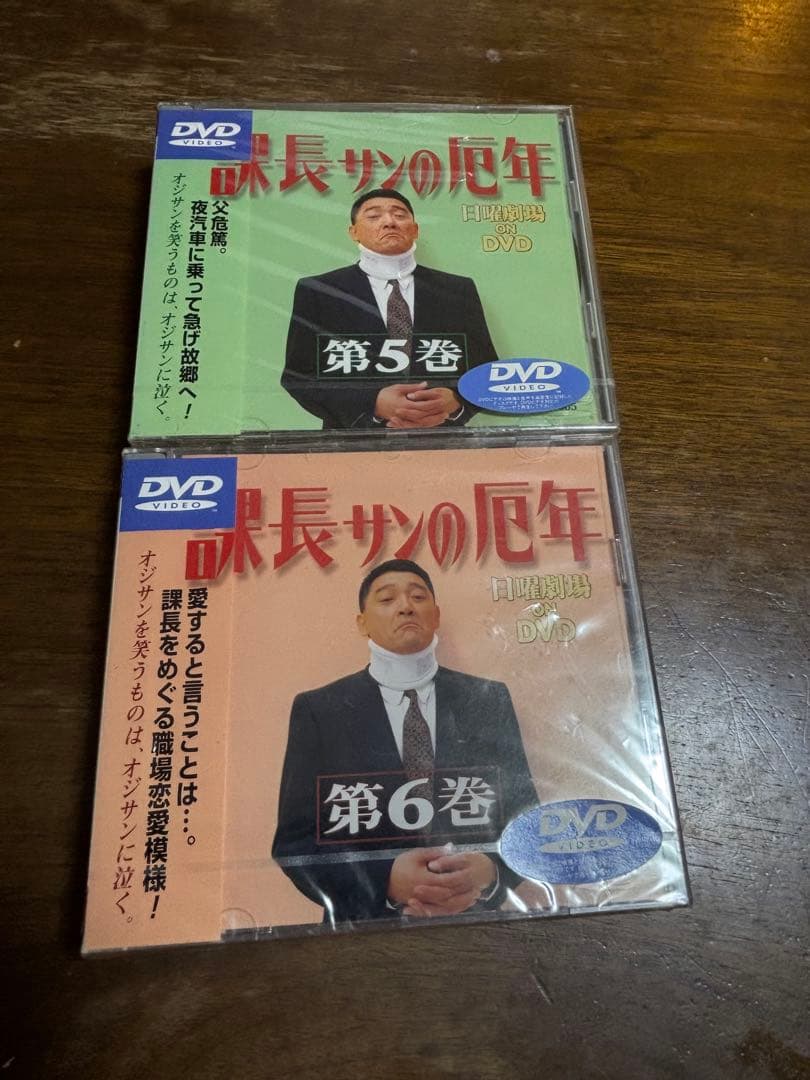 DVD
VIDEO
課長サンの厄年
日曜劇場
ON
DVD
父危篤。
夜汽車に乗って急げ故郷へ!
オジサンを笑うものは、オジサンに泣く。
第5巻
DVD
VIDEO
DVD
VIDEO
課長サンの厄年
日曜劇場
ON
DVD
愛すると言うことは…。
課長をめぐる職場恋愛模様!
オジサンを笑うものは、オジサンに泣く。
第6巻
DVD
VIDEO